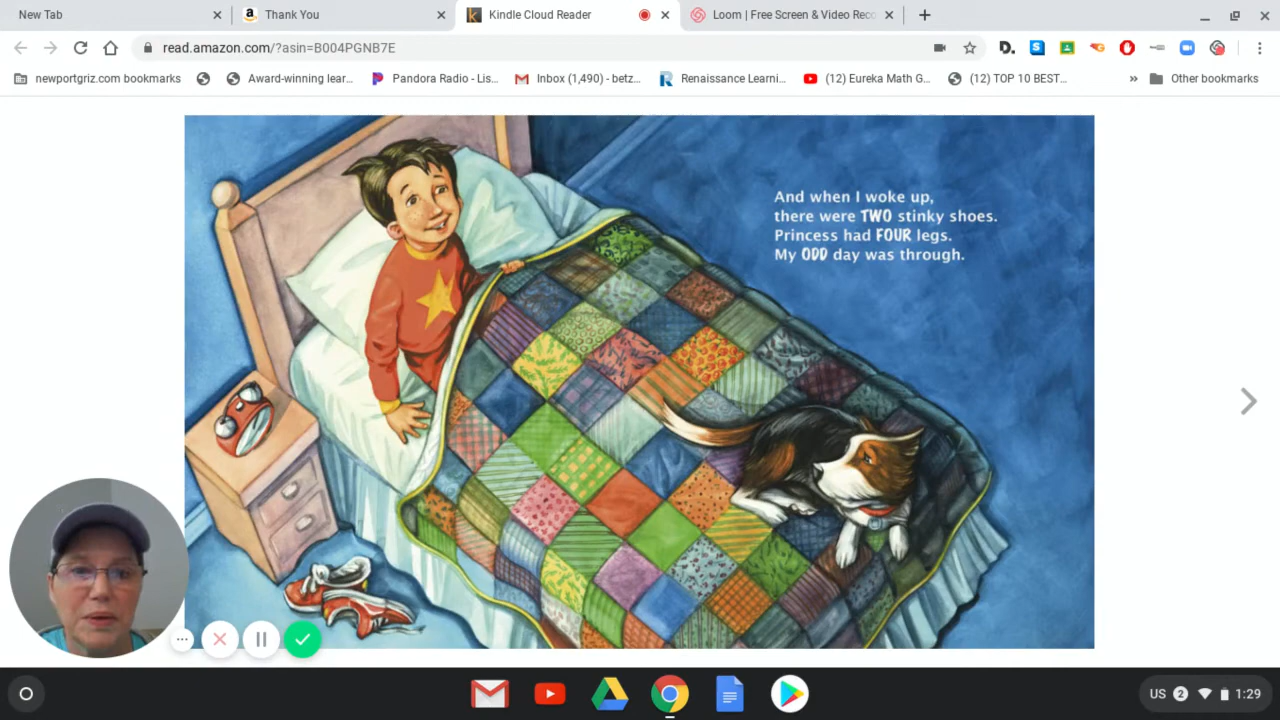 New Tab
Thank You
Kindle Cloud Reader
Loom | Free Screen & Video Reco
read.amazon.com/?asin=B004PGNB7E
D.
S
newportgriz.com bookmarks
Award-winning lear...
Pandora Radio - Lis...
Inbox (1,490) - betz...
Renaissance Learni...
(12) Eureka Math G...
(12) TOP 10 BEST...
»
Other bookmarks
And when I woke up,
there were TWO stinky shoes.
Princess had FOUR legs.
My ODD day was through.
US 2 1:29